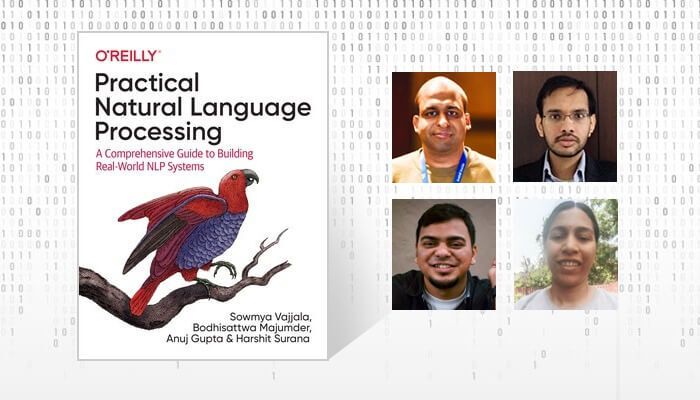 O'REILLY®
Practical
Natural Language
Processing
A Comprehensive Guide to Building
Real-World NLP Systems
Sowmya Vajjala,
Bodhisattwa Majumder,
Anuj Gupta & Harshit Surana